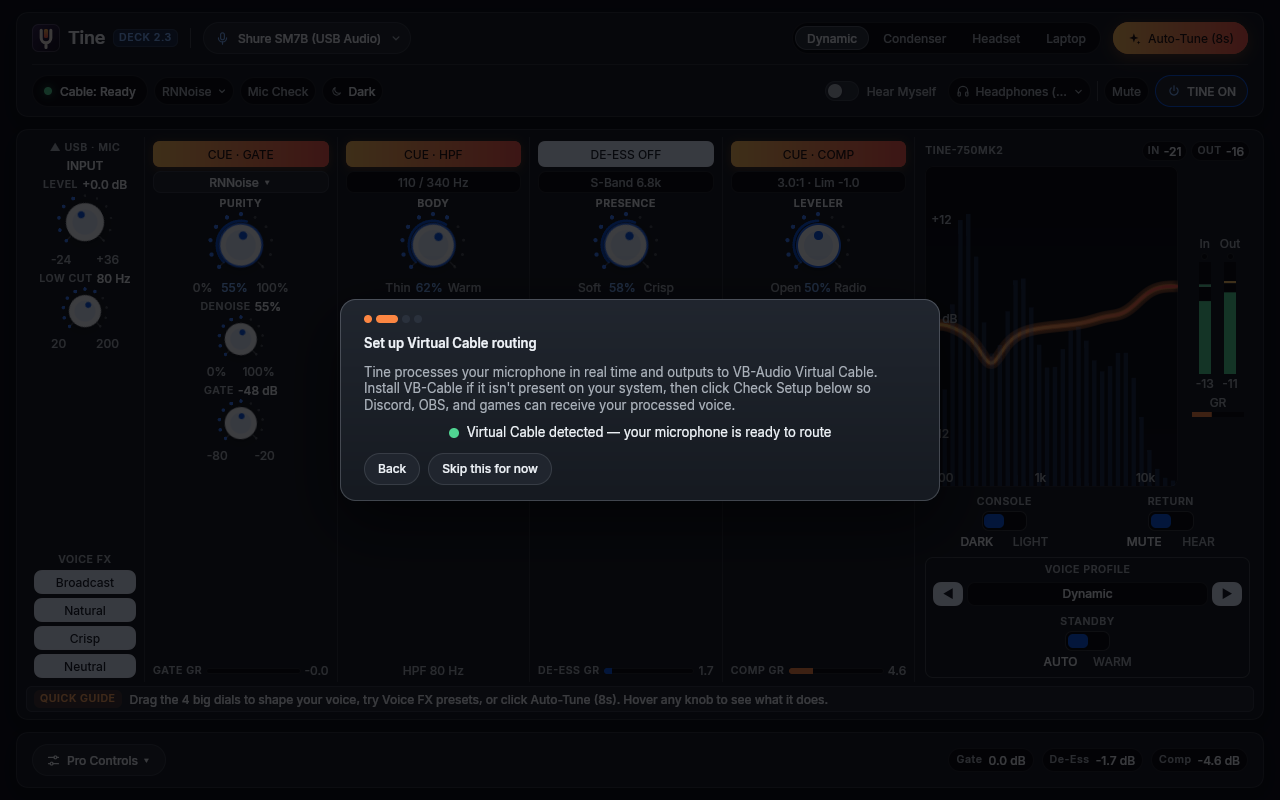 Tine DECK 2.3 Shure SM7B (USB Audio) Dynamic Condenser Headset Laptop Auto-Tune (8s)
Cable: Ready RNNoise Mic Check Dark Hear Myself Headphones (... Mute TINE ON
USB · MIC
INPUT
LEVEL +0.0 dB
-24 +36
LOW CUT 80 Hz
20 200
VOICE FX
Broadcast
Natural
Crisp
Neutral
CUE · GATE
RNNoise
PURITY
0% 55% 100%
DENOISE 55%
0% 100%
GATE -48 dB
-80 -20
GATE GR -0.0
CUE · HPF
110 / 340 Hz
BODY
Thin 62% Warm
HPF 80 Hz
DE-ESS OFF
S-Band 6.8k
PRESENCE
Soft 58% Crisp
DE-ESS GR 1.7
CUE · COMP
3.0:1 · Lim -1.0
LEVELER
Open 50% Radio
COMP GR 4.6
Set up Virtual Cable routing
Tine processes your microphone in real time and outputs to VB-Audio Virtual Cable.
Install VB-Cable if it isn't present on your system, then click Check Setup below so
Discord, OBS, and games can receive your processed voice.
Virtual Cable detected — your microphone is ready to route
Back Skip this for now
TINE-750MK2 IN -21 OUT -16
+12
dB
1k 10k
In Out
-13 -11
GR
CONSOLE RETURN
DARK LIGHT MUTE HEAR
VOICE PROFILE
Dynamic
STANDBY
AUTO WARM
QUICK GUIDE Drag the 4 big dials to shape your voice, try Voice FX presets, or click Auto-Tune (8s). Hover any knob to see what it does.
Pro Controls Gate 0.0 dB De-Ess -1.7 dB Comp -4.6 dB